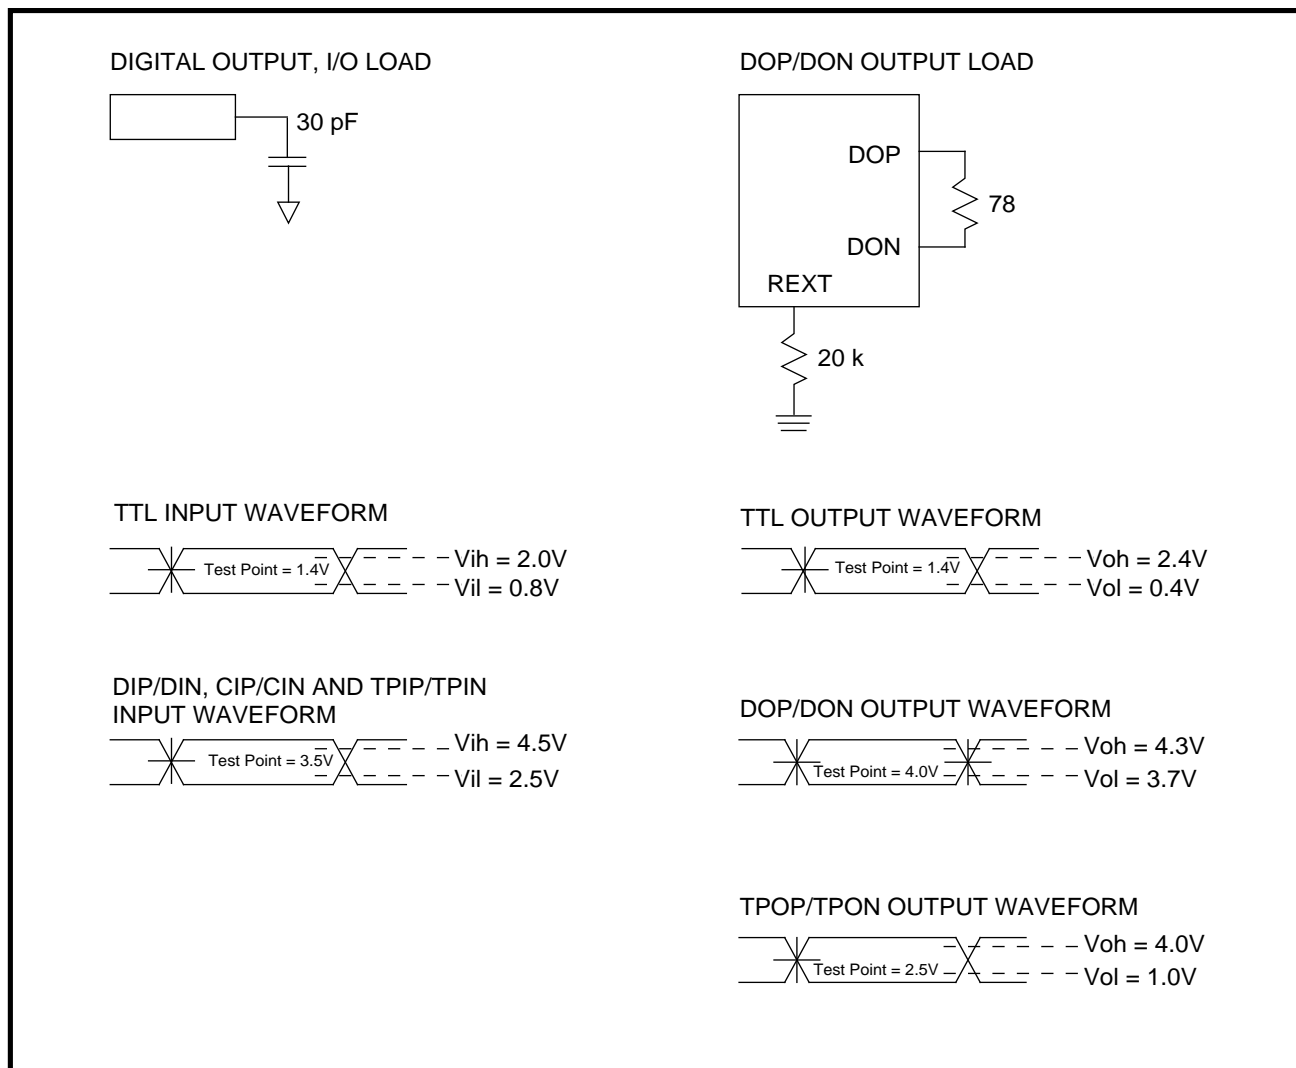 DIGITAL OUTPUT, I/O LOAD
30 pF
DOP/DON OUTPUT LOAD
DOP
78
DON
REXT
20 k
TTL INPUT WAVEFORM
Test Point = 1.4V
Vih = 2.0V
Vil = 0.8V
TTL OUTPUT WAVEFORM
Test Point = 1.4V
Voh = 2.4V
Vol = 0.4V
DIP/DIN, CIP/CIN AND TPIP/TPIN
INPUT WAVEFORM
Test Point = 3.5V
Vih = 4.5V
Vil = 2.5V
DOP/DON OUTPUT WAVEFORM
Test Point = 4.0V
Voh = 4.3V
Vol = 3.7V
TPOP/TPON OUTPUT WAVEFORM
Test Point = 2.5V
Voh = 4.0V
Vol = 1.0V